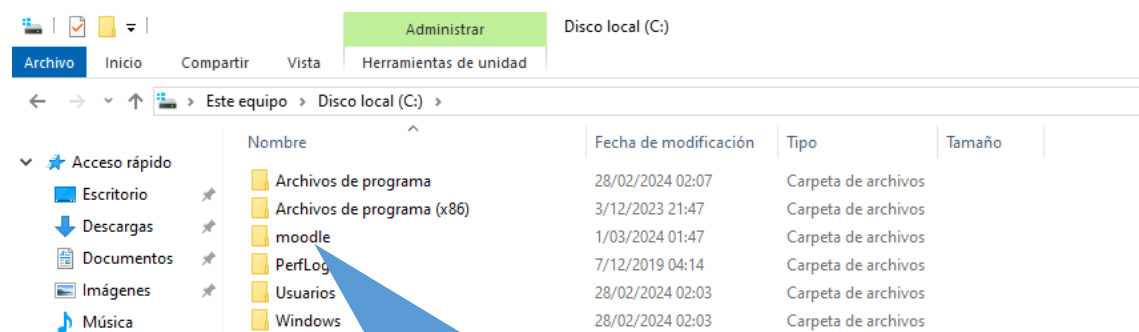 Administrar Disco local (C:)
Archivo Inicio Compartir Vista Herramientas de unidad
Este equipo > Disco local (C:) >
Nombre Fecha de modificación Tipo Tamaño
Acceso rápido
Escritorio
Descargas
Documentos
Imágenes
Música
Archivos de programa 28/02/2024 02:07 Carpeta de archivos
Archivos de programa (x86) 3/12/2023 21:47 Carpeta de archivos
moodle 1/03/2024 01:47 Carpeta de archivos
PerfLog 7/12/2019 04:14 Carpeta de archivos
Usuarios 28/02/2024 02:03 Carpeta de archivos
Windows 28/02/2024 02:03 Carpeta de archivos